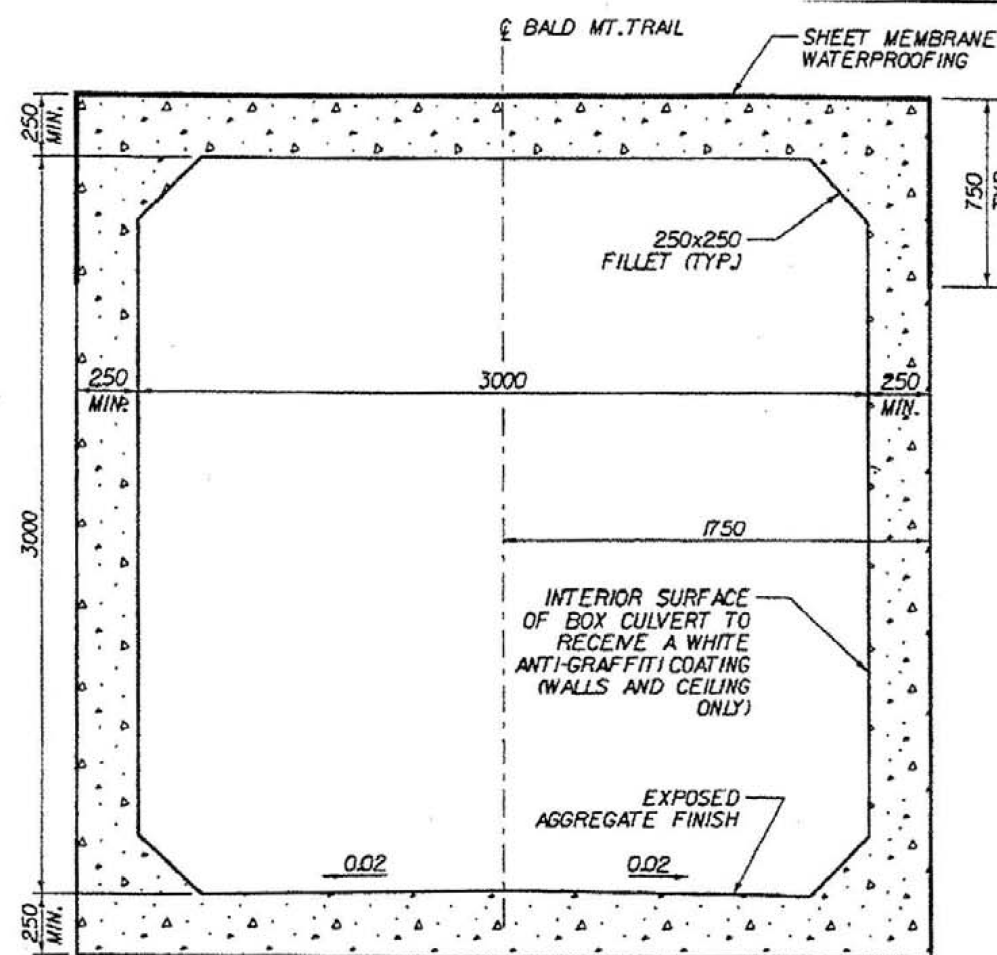 ℄ BALD MT. TRAIL
SHEET MEMBRANE
WATERPROOFING
250
MIN.
750
250x250
FILLET (TYP.)
250
MIN.
3000
250
MIN.
3000
1750
INTERIOR SURFACE
OF BOX CULVERT TO
RECEIVE A WHITE
ANTI-GRAFFITI COATING
(WALLS AND CEILING
ONLY)
EXPOSED
AGGREGATE FINISH
0.02
0.02
250
MIN.